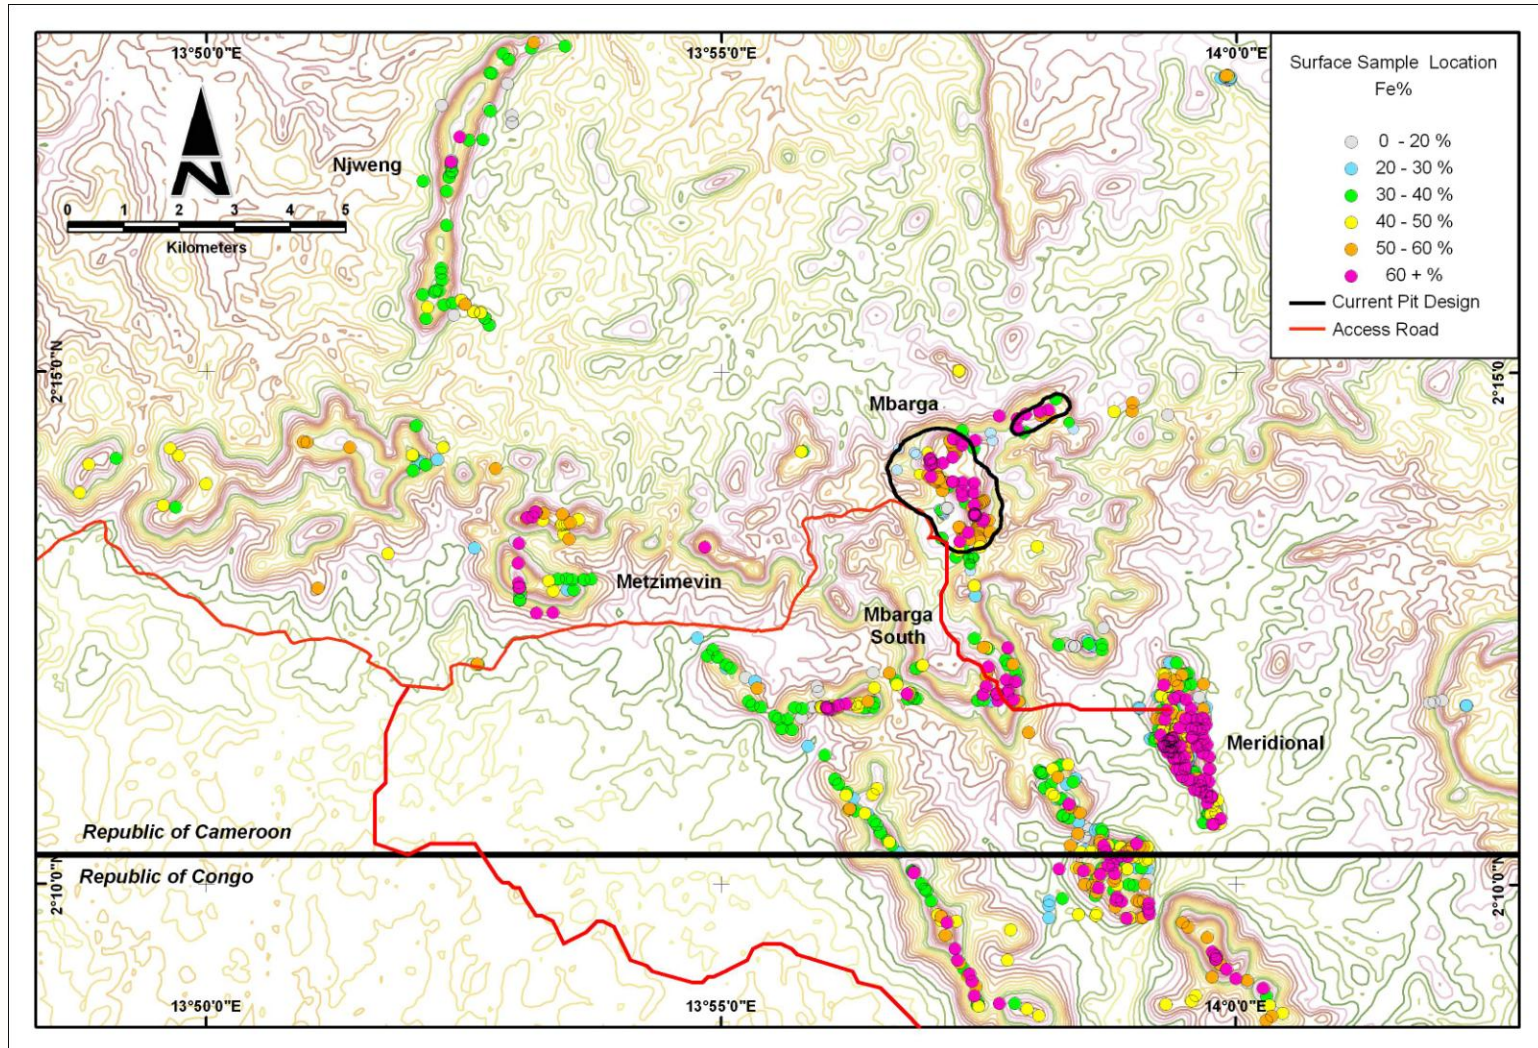 13°50'0"E
13°55'0"E
14°0'0"E
Surface Sample Location
Fe%
0 - 20 %
20 - 30 %
30 - 40 %
40 - 50 %
50 - 60 %
60 + %
Current Pit Design
Access Road
N
Njweng
0 1 2 3 4 5
Kilometers
2°15'0"N
2°15'0
Mbarga
Metzimevin
Mbarga
South
Meridional
Republic of Cameroon
Republic of Congo
2°10'0"N
2°10'0"N
13°50'0"E
13°55'0"E
14°0'0"E